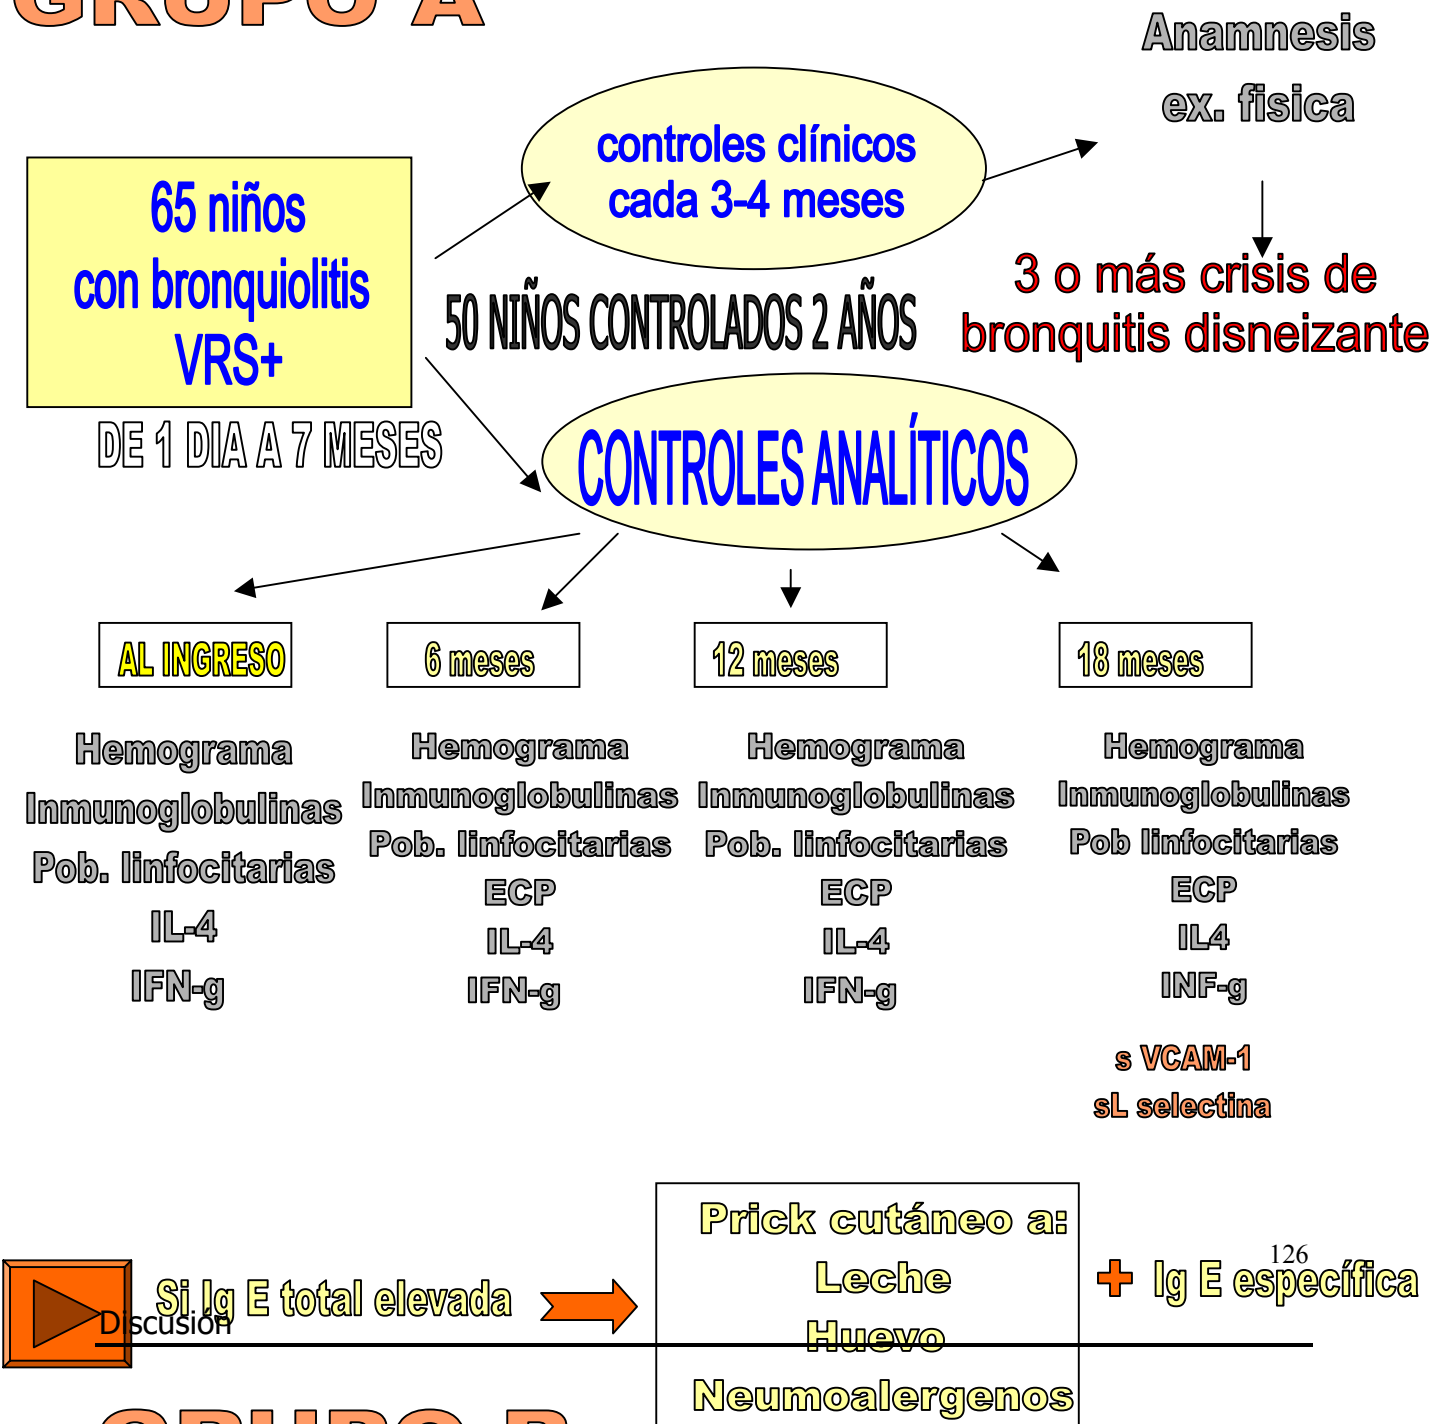 GRUPO A
Anamnesis
ex. fisica
controles clínicos
cada 3-4 meses
65 niños
con bronquiolitis
VRS+
3 o más crisis de
bronquitis disneizante
50 NIÑOS CONTROLADOS 2 AÑOS
DE 1 DIA A 7 MESES
CONTROLES ANALÍTICOS
AL INGRESO
Hemograma
Inmunoglobulinas
Pob. linfocitarias
IL-4
IFN-g
6 meses
Hemograma
Inmunoglobulinas
Pob. linfocitarias
ECP
IL-4
IFN-g
12 meses
Hemograma
Inmunoglobulinas
Pob. linfocitarias
ECP
IL-4
IFN-g
18 meses
Hemograma
Inmunoglobulinas
Pob linfocitarias
ECP
IL4
INF-g
s VCAM-1
sL selectina
Si Ig E total elevada
Prick cutáneo a:
Leche
Huevo
Neumoalergenos
Ig E específica
126
Discusión
GRUPO B